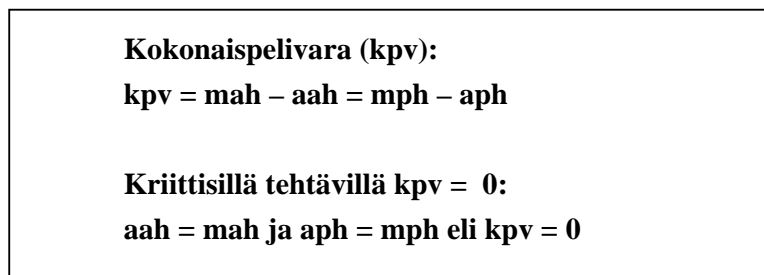 Kokonaispelivara (kpv):
kpv = mah – aah = mph – aph
Kriittisillä tehtävillä kpv = 0:
aah = mah ja aph = mph eli kpv = 0